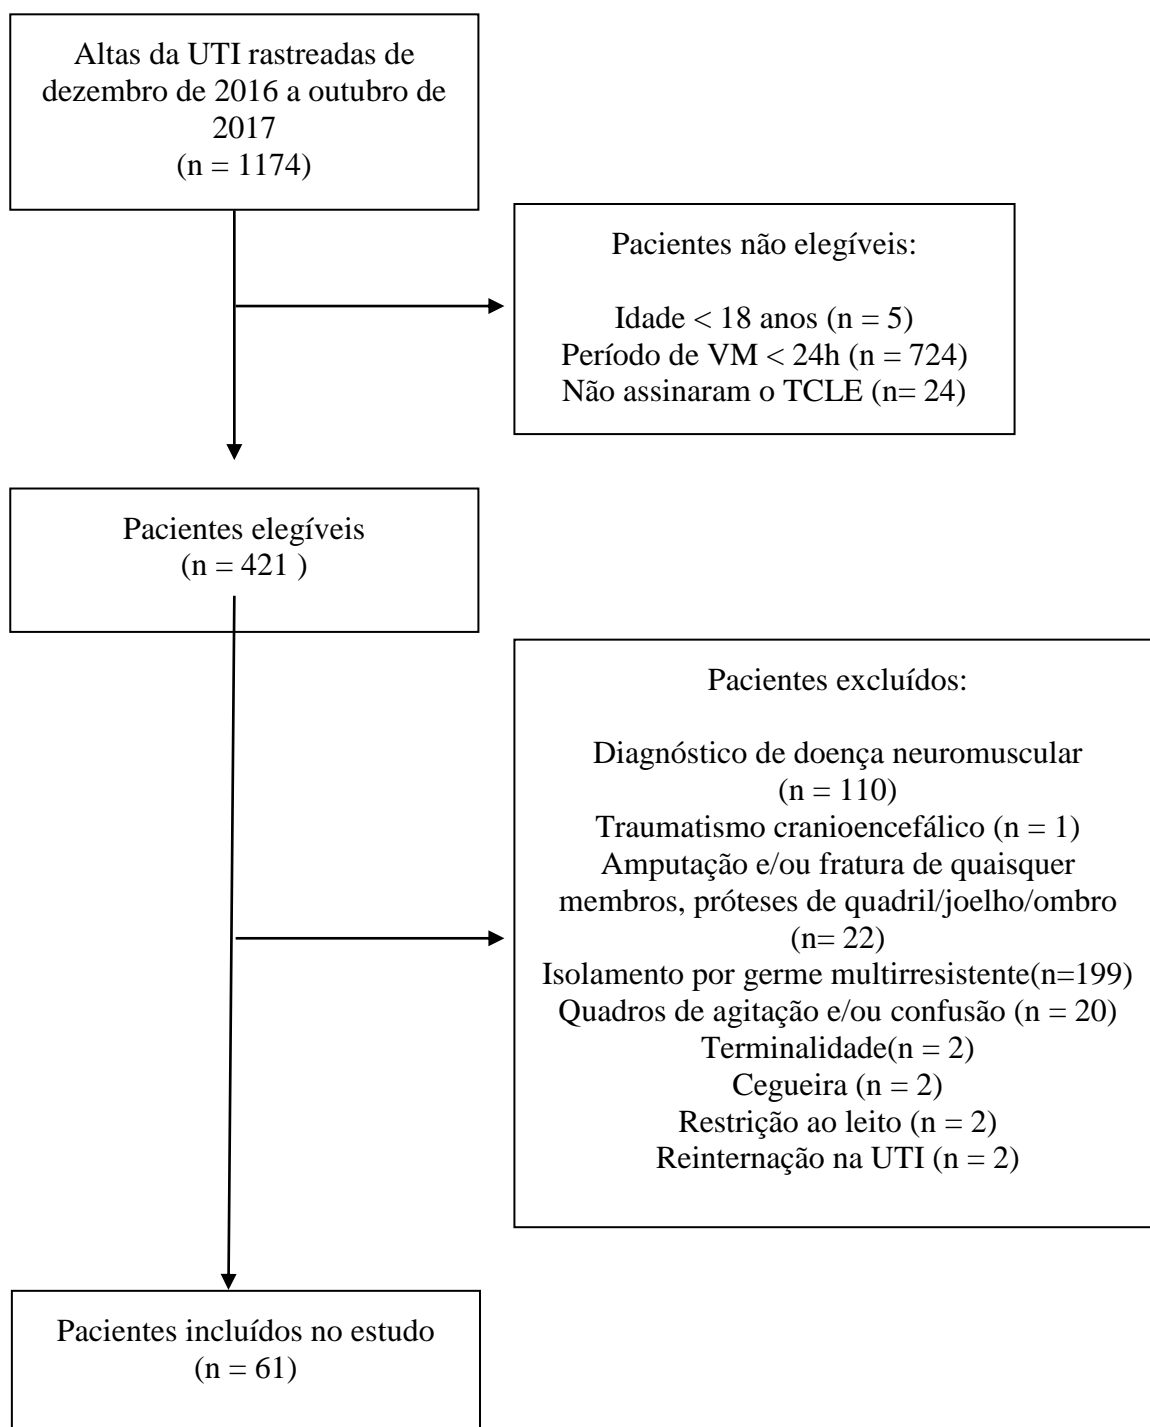 Altas da UTI rastreadas de
dezembro de 2016 a outubro de
2017
(n = 1174)
Pacientes não elegíveis:
Idade < 18 anos (n = 5)
Período de VM < 24h (n = 724)
Não assinaram o TCLE (n= 24)
Pacientes elegíveis
(n = 421 )
Pacientes excluídos:
Diagnóstico de doença neuromuscular
(n = 110)
Traumatismo cranioencefálico (n = 1)
Amputação e/ou fratura de quaisquer
membros, próteses de quadril/joelho/ombro
(n= 22)
Isolamento por germe multirresistente(n=199)
Quadros de agitação e/ou confusão (n = 20)
Terminalidade(n = 2)
Cegueira (n = 2)
Restrição ao leito (n = 2)
Reinternação na UTI (n = 2)
Pacientes incluídos no estudo
(n = 61)